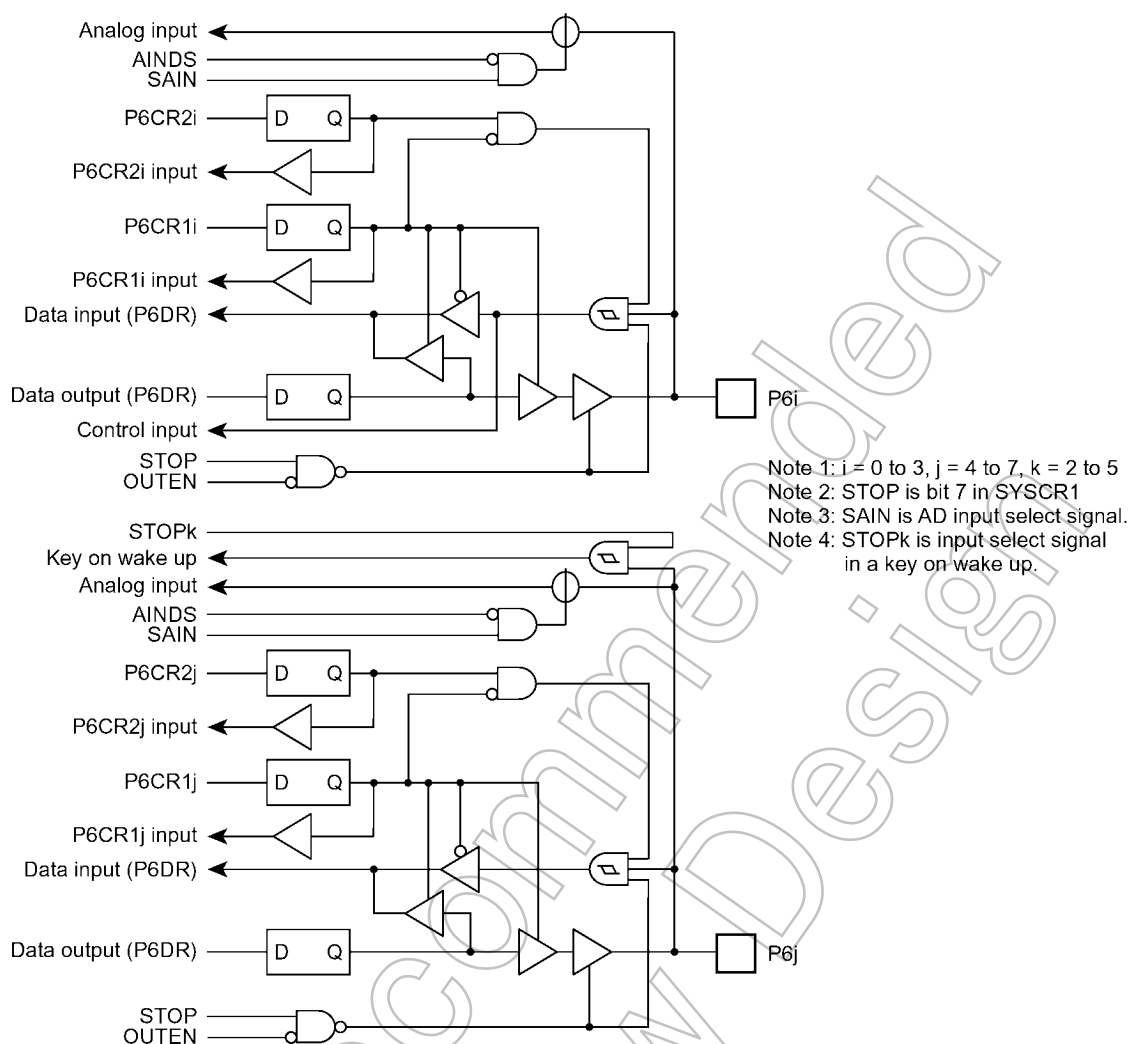 Analog input
AINDS
SAIN
P6CR2i
D Q
P6CR2i input
P6CR1i
D Q
P6CR1i input
Data input (P6DR)
Data output (P6DR)
D Q
P6i
Control input
STOP
OUTEN
Note 1: i = 0 to 3, j = 4 to 7, k = 2 to 5
Note 2: STOP is bit 7 in SYSCR1
Note 3: SAIN is AD input select signal.
Note 4: STOPk is input select signal
in a key on wake up.
STOPk
Key on wake up
Analog input
AINDS
SAIN
P6CR2j
D Q
P6CR2j input
P6CR1j
D Q
P6CR1j input
Data input (P6DR)
Data output (P6DR)
D Q
P6j
STOP
OUTEN
commended
w Design